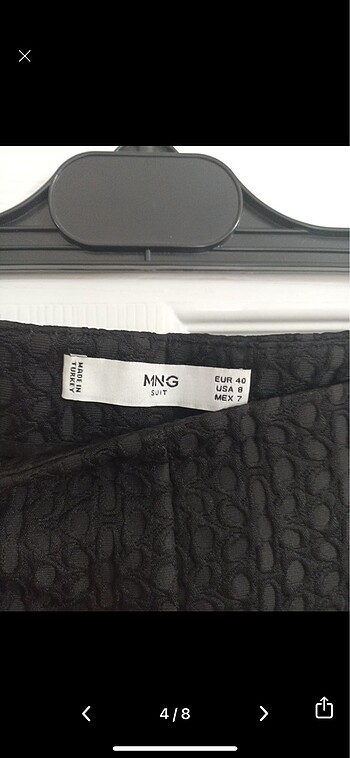 MADE IN
TURKEY
MNG
SUIT
EUR 40
USA 8
MEX 7
4/8